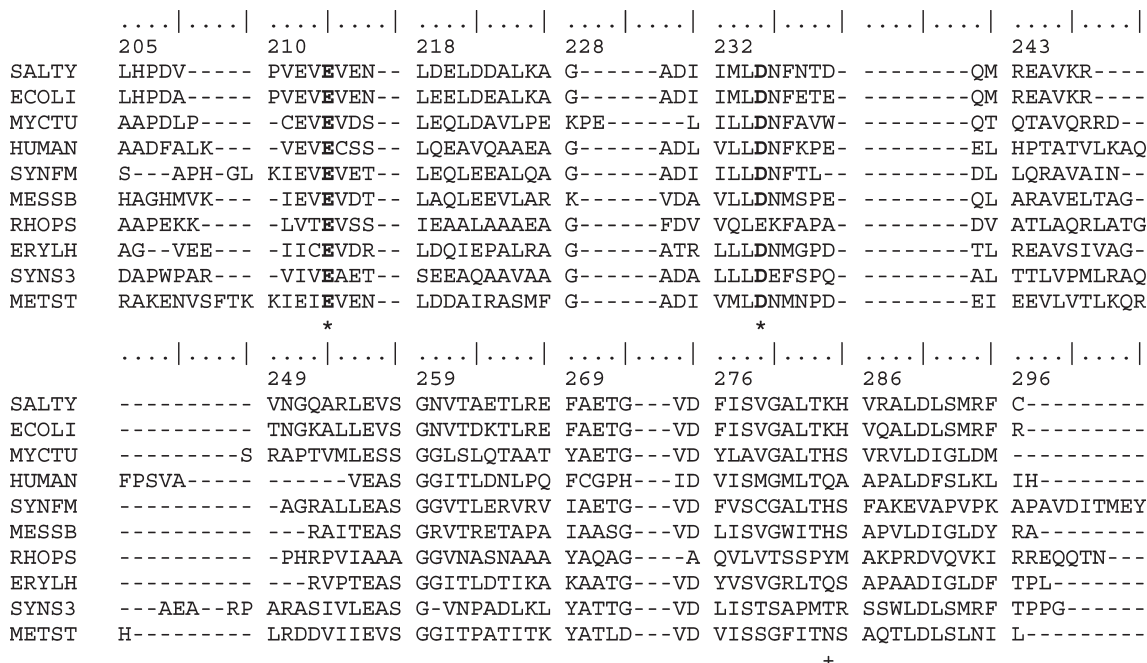 ....|....| ....|....| ....|....| ....|....| ....|....| ....|....| ....|....|
205 210 218 228 232 243
SALTY LHPDV----- PVEVEVEN-- LDELDDALKA G------ADI IMLDNFNTD- --------QM REAVKR----
ECOLI LHPDA----- PVEVEVEN-- LEELDEALKA G------ADI IMLDNFETE- --------QM REAVKR----
MYCTU AAPDLP---- -CEVEVDS-- LEQLDAVLPE KPE------L ILLDNFAVW- --------QT QTAVQRRD--
HUMAN AADFALK--- -VEVECSS-- LQEAVQAAEA G------ADL VLLDNFKPE- --------EL HPTATVLKAQ
SYNFM S---APH-GL KIEVEVET-- LEQLEEALQA G------ADI ILLDNFTL-- --------DL LQRAVAIN--
MESSB HAGHMVK--- -IEVEVDT-- LAQLEEVLAR K------VDA VLLDNMSPE- --------QL ARAVELTAG-
RHOPS AAPEKK---- -LVTEVSS-- IEAALAAAEA G------FDV VQLEKFAPA- --------DV ATLAQRLATG
ERYLH AG--VEE--- -IICEVDR-- LDQIEPALRA G------ATR LLLDNMGPD- --------TL REAVSIVAG-
SYNS3 DAPWPAR--- -VIVEAET-- SEEAQAAVAA G------ADA LLLDEFSPQ- --------AL TTLVPMLRAQ
METST RAKENVSFTK KIEIEVEN-- LDDAIRASMF G------ADI VMLDNMNPD- --------EI EEVLVTLKQR
* *
....|....| ....|....| ....|....| ....|....| ....|....| ....|....| ....|....|
249 259 269 276 286 296
SALTY ---------- VNGQARLEVS GNVTAETLRE FAETG---VD FISVGALTKH VRALDLSMRF C---------
ECOLI ---------- TNGKALLEVS GNVTDKTLRE FAETG---VD FISVGALTKH VQALDLSMRF R---------
MYCTU ---------S RAPTVMLESS GGLSLQTAAT YAETG---VD YLAVGALTHS VRVLDIGLDM ----------
HUMAN FPSVA----- ------VEAS GGITLDNLPQ FCGPH---ID VISMGMLTQA APALDFSLKL IH--------
SYNFM ---------- -AGRALLEAS GGVTLERVRV IAETG---VD FVSCGALTHS FAKEVAPVPK APAVDITMEY
MESSB ---------- ---RAITEAS GRVTRETAPA IAASG---VD LISVGWITHS APVLDIGLDY RA--------
RHOPS ---------- -PHRPVIAAA GGVNASNAAA YAQAG---A QVLVTSSPYM AKPRDVQVKI RREQQTN---
ERYLH ---------- ---RVPTEAS GGITLDTIKA KAATG---VD YVSVGRLTQS APAADIGLDF TPL-------
SYNS3 ---AEA--RP ARASIVLEAS G-VNPADLKL YATTG---VD LISTSAPMTR SSWLDLSMRF TPPG------
METST H--------- LRDDVIIEVS GGITPATITK YATLD---VD VISSGFITNS AQTLDLSLNI L---------
+